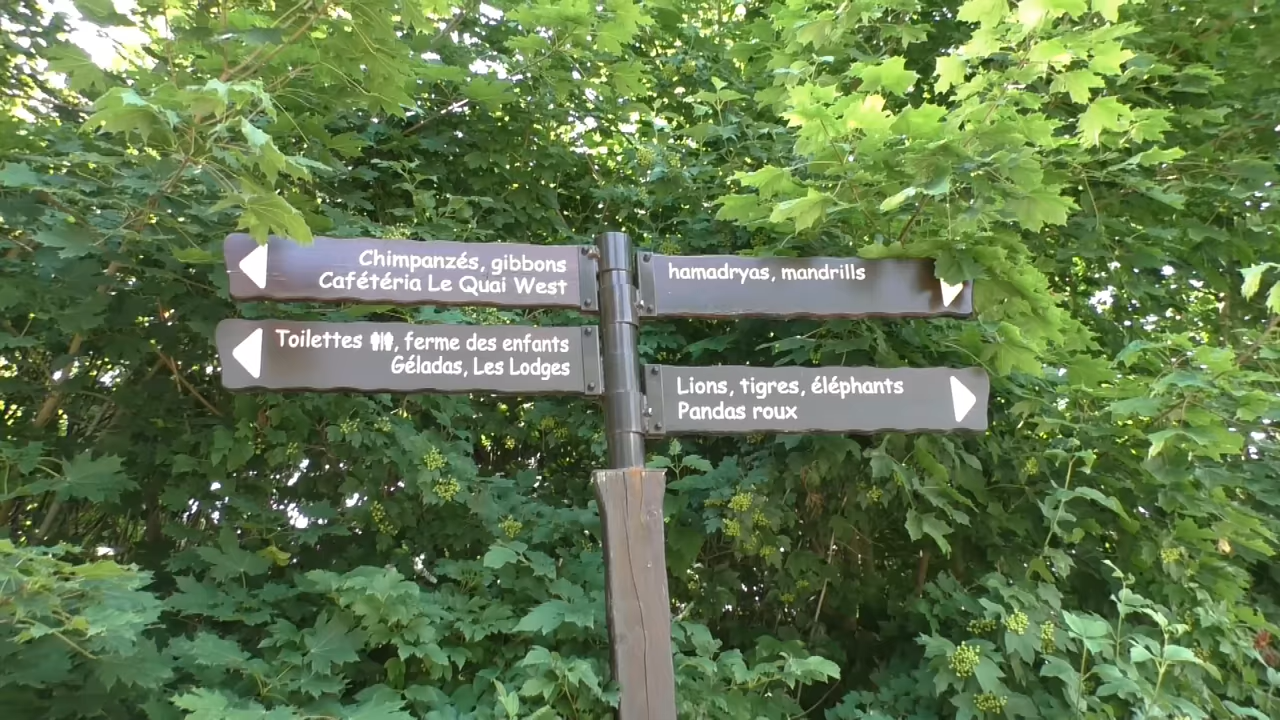 Chimpanzés, gibbons
Cafétéria Le Quai West
hamadryas, mandrills
Toilettes , ferme des enfants
Géladas, Les Lodges
Lions, tigres, éléphants
Pandas roux